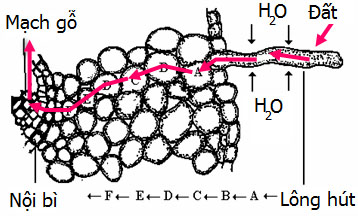 Mạch gỗ
H₂O
Đất
A
B
D
H₂O
← F ← E ← D ← C ← B ← A ←
Nội bì
Lông hút